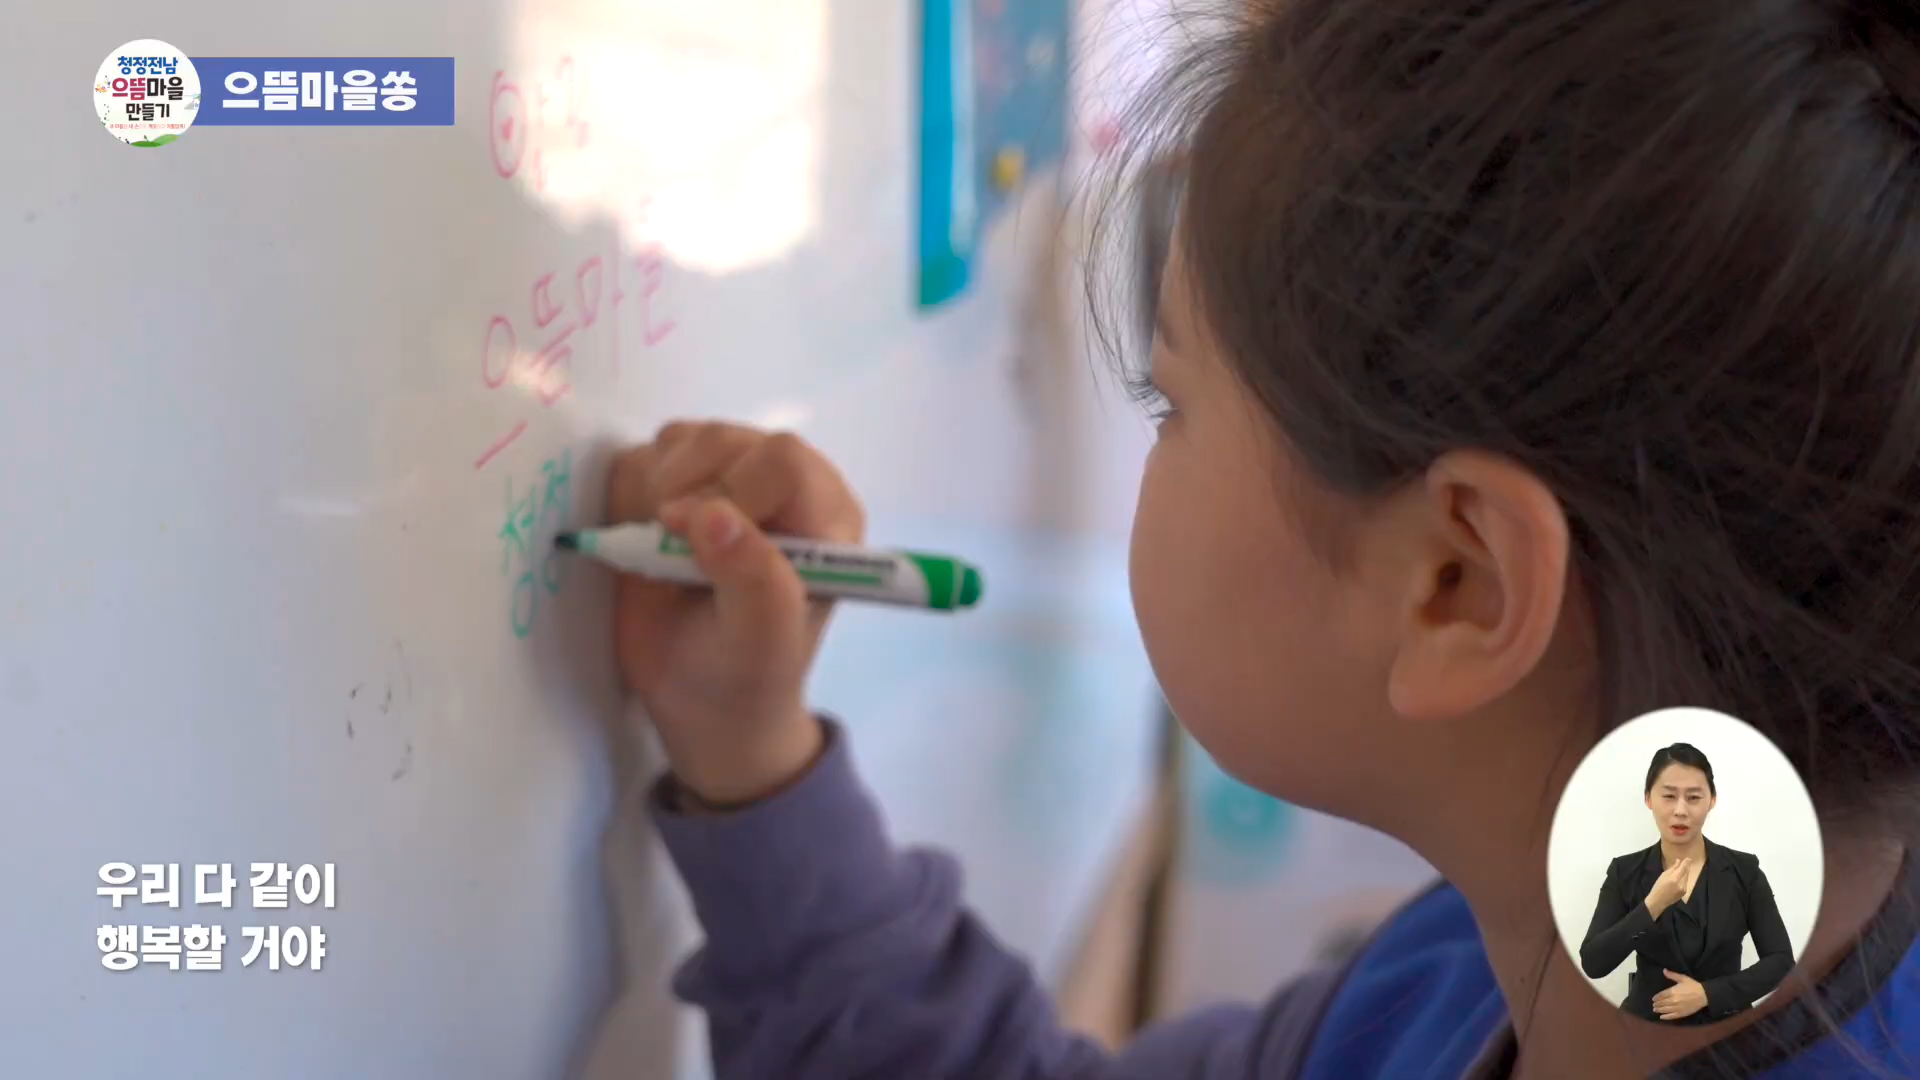 청정전남
으뜸마을
만들기
으뜸마을쏭
으뜸마을
청정
우리 다 같이
행복할 거야